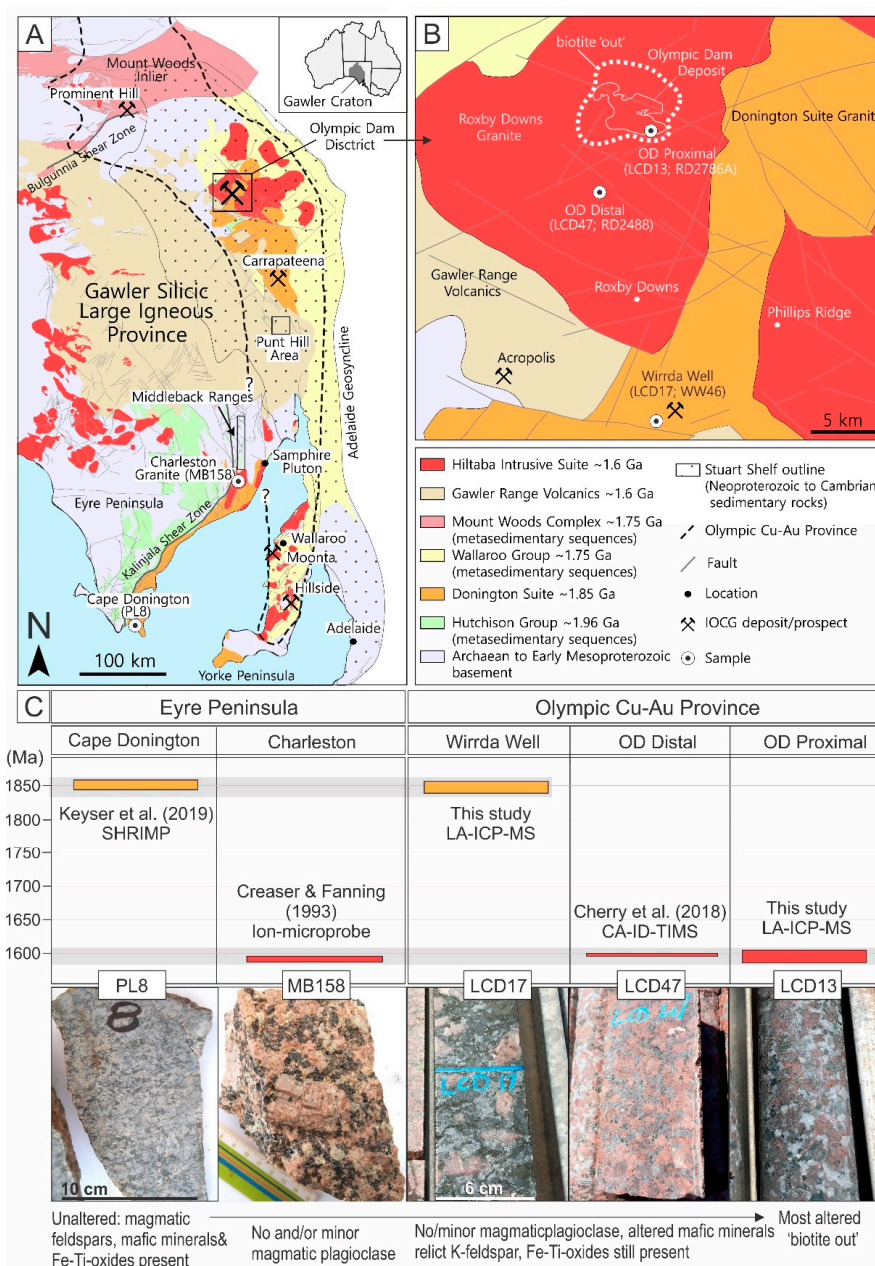 A
Mount Woods
Inlier
Prominent Hill
Bulgunnia Shear Zone
Gawler Craton
Olympic Dam
Disctrict
Carrapateena
Gawler Silicic
Large Igneous
Province
Punt Hill
Area
Adelaide Geosyncline
?
Middleback Ranges
Charleston
Granite (MB158)
Samphire
Pluton
?
Eyre Peninsula
Kalinjala Shear Zone
Wallaroo
Moonta
Hillside
Cape Donington
(PL8)
Adelaide
N
100 km
Yorke Peninsula
B
biotite 'out'
Olympic Dam
Deposit
Roxby Downs
Granite
Donington Suite Granite
OD Proximal
(LCD13; RD2786A)
OD Distal
(LCD47; RD2488)
Gawler Range
Volcanics
Roxby Downs
Phillips Ridge
Acropolis
Wirrda Well
(LCD17; WW46)
5 km
Hiltaba Intrusive Suite ~1.6 Ga
Gawler Range Volcanics ~1.6 Ga
Mount Woods Complex ~1.75 Ga
(metasedimentary sequences)
Wallaroo Group ~1.75 Ga
(metasedimentary sequences)
Donington Suite ~1.85 Ga
Hutchison Group ~1.96 Ga
(metasedimentary sequences)
Archaean to Early Mesoproterozoic
basement
Stuart Shelf outline
(Neoproterozoic to Cambrian
sedimentary rocks)
Olympic Cu-Au Province
Fault
Location
IOCG deposit/prospect
Sample
C
Eyre Peninsula
Olympic Cu-Au Province
(Ma)
Cape Donington
Charleston
Wirrda Well
OD Distal
OD Proximal
1850
1800
1750
1700
1650
1600
Keyser et al. (2019)
SHRIMP
Creaser & Fanning
(1993)
Ion-microprobe
This study
LA-ICP-MS
Cherry et al. (2018)
CA-ID-TIMS
This study
LA-ICP-MS
PL8
MB158
LCD17
LCD47
LCD13
8
LCD 17
LCD 47
10 cm
6 cm
Unaltered: magmatic
feldspars, mafic minerals&
Fe-Ti-oxides present
No and/or minor
magmatic plagioclase
No/minor magmaticplagioclase, altered mafic minerals
relict K-feldspar, Fe-Ti-oxides still present
Most altered
'biotite out'